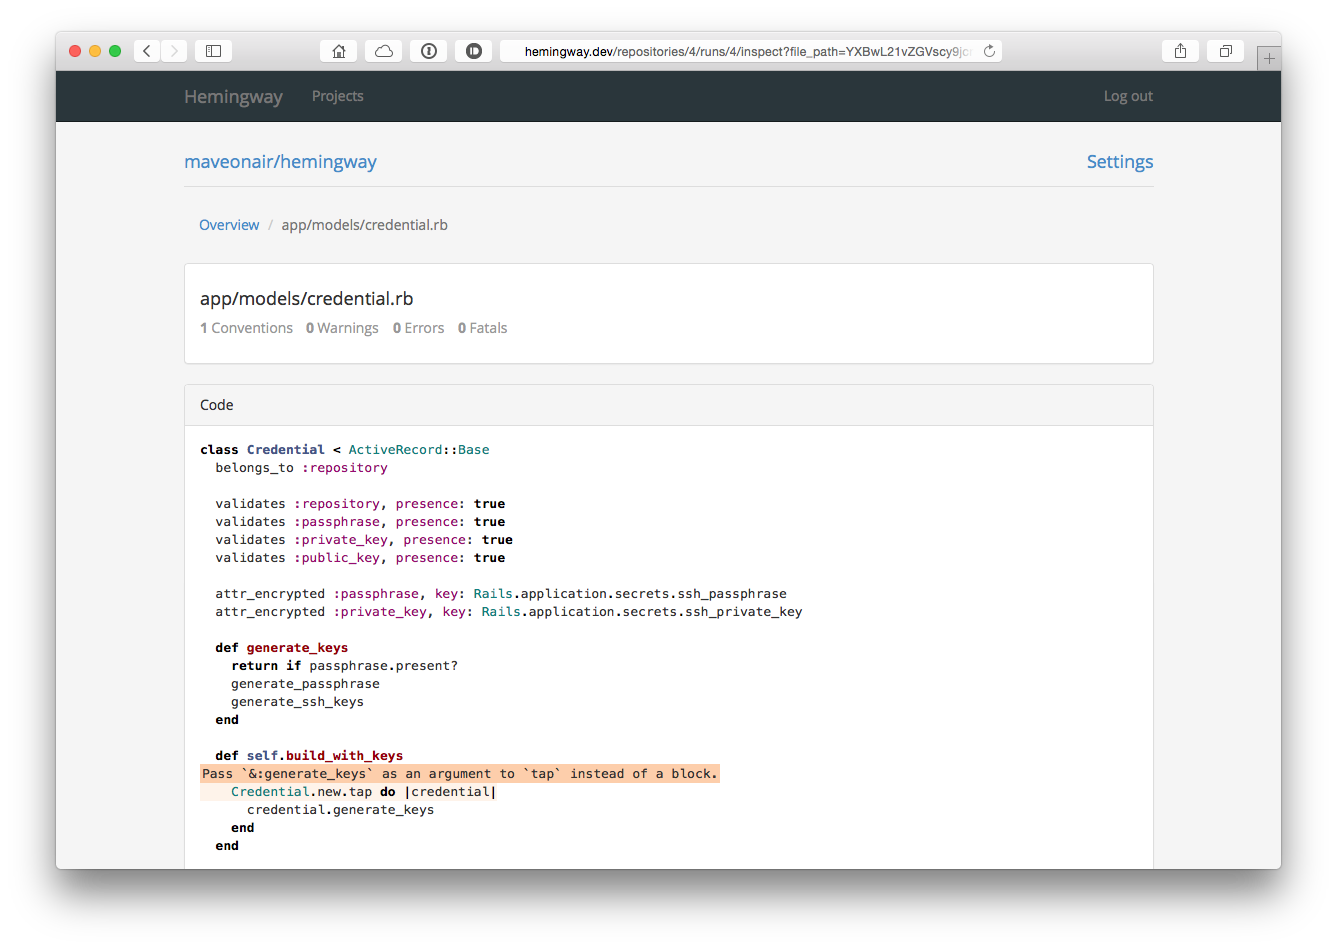 hemingway.dev/repositories/4/runs/4/inspect?file_path=YXBwL21vZGVscy9jc
Hemingway Projects Log out
maveonair/hemingway Settings
Overview / app/models/credential.rb
app/models/credential.rb
1 Conventions 0 Warnings 0 Errors 0 Fatals
Code
class Credential < ActiveRecord::Base
  belongs_to :repository
  validates :repository, presence: true
  validates :passphrase, presence: true
  validates :private_key, presence: true
  validates :public_key, presence: true
  attr_encrypted :passphrase, key: Rails.application.secrets.ssh_passphrase
  attr_encrypted :private_key, key: Rails.application.secrets.ssh_private_key
  def generate_keys
    return if passphrase.present?
    generate_passphrase
    generate_ssh_keys
  end
  def self.build_with_keys
Pass `&:generate_keys` as an argument to `tap` instead of a block.
    Credential.new.tap do |credential|
      credential.generate_keys
    end
  end